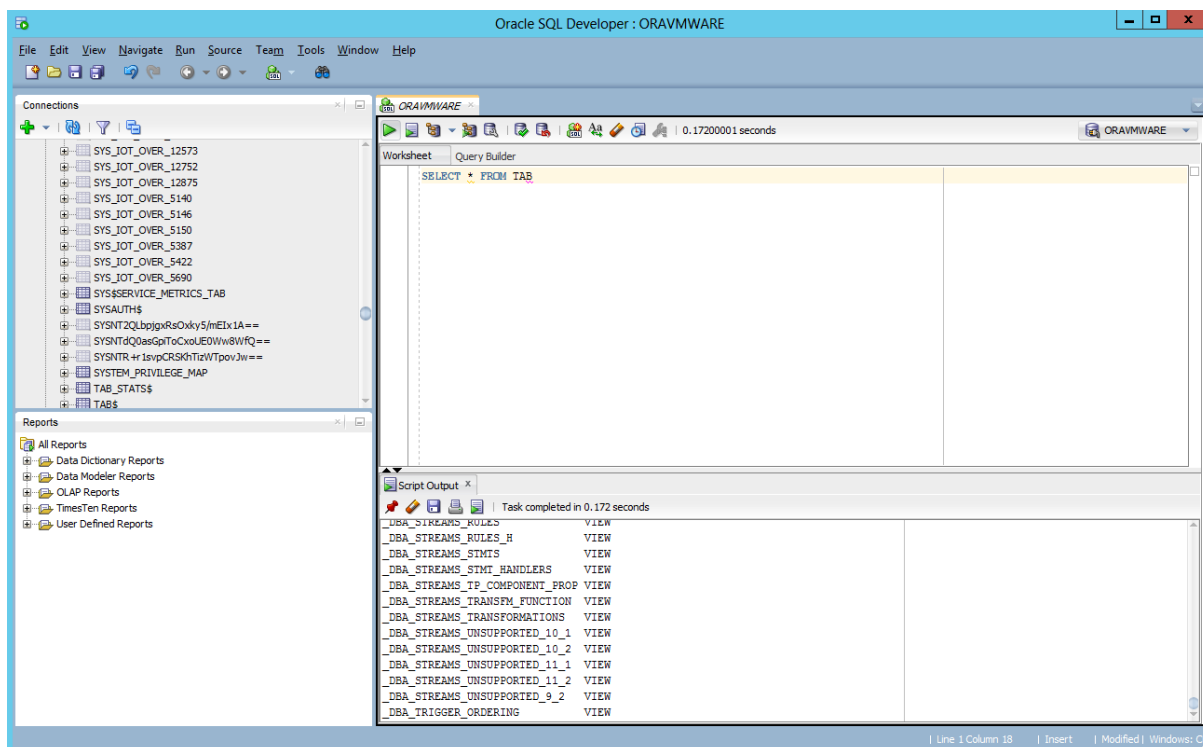 Oracle SQL Developer : ORAVMWARE
File Edit View Navigate Run Source Team Tools Window Help
Connections
SYS_IOT_OVER_12573
SYS_IOT_OVER_12752
SYS_IOT_OVER_12875
SYS_IOT_OVER_5140
SYS_IOT_OVER_5146
SYS_IOT_OVER_5150
SYS_IOT_OVER_5387
SYS_IOT_OVER_5422
SYS_IOT_OVER_5690
SYS$SERVICE_METRICS_TAB
SYSAUTH$
SYSNT2QLbpjgxRsOxky5/mEIx1A==
SYSNTdQ0asGpiToCxoUE0Ww8WfQ==
SYSNTR+r1svpCRSKhTizWTpovJw==
SYSTEM_PRIVILEGE_MAP
TAB_STATS$
TAB$
Reports
All Reports
Data Dictionary Reports
Data Modeler Reports
OLAP Reports
TimesTen Reports
User Defined Reports
ORAVMWARE
0.17200001 seconds
ORAVMWARE
Worksheet Query Builder
SELECT * FROM TAB
Script Output
Task completed in 0.172 seconds
_DBA_STREAMS_RULES VIEW
_DBA_STREAMS_RULES_H VIEW
_DBA_STREAMS_STMTS VIEW
_DBA_STREAMS_STMT_HANDLERS VIEW
_DBA_STREAMS_TP_COMPONENT_PROP VIEW
_DBA_STREAMS_TRANSFM_FUNCTION VIEW
_DBA_STREAMS_TRANSFORMATIONS VIEW
_DBA_STREAMS_UNSUPPORTED_10_1 VIEW
_DBA_STREAMS_UNSUPPORTED_10_2 VIEW
_DBA_STREAMS_UNSUPPORTED_11_1 VIEW
_DBA_STREAMS_UNSUPPORTED_11_2 VIEW
_DBA_STREAMS_UNSUPPORTED_9_2 VIEW
_DBA_TRIGGER_ORDERING VIEW
| Line 1 Column 18 | Insert | Modified | Windows: C